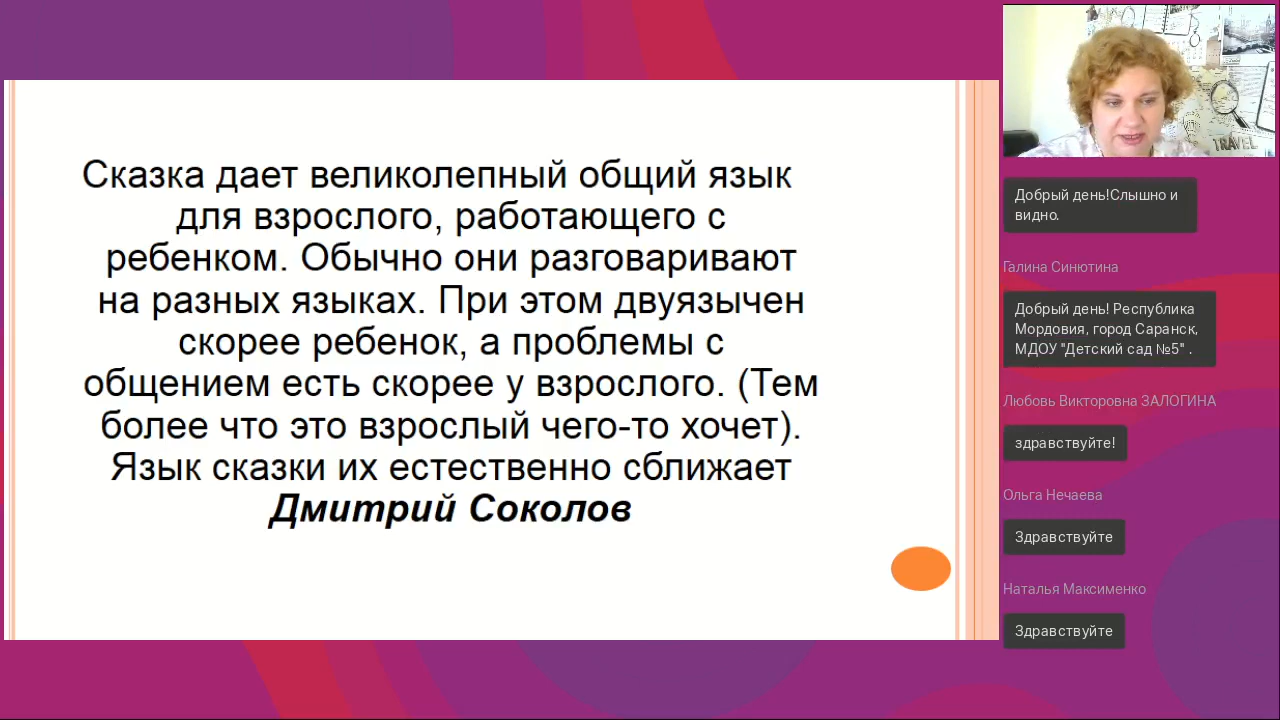 Сказка дает великолепный общий язык
для взрослого, работающего с
ребенком. Обычно они разговаривают
на разных языках. При этом двуязычен
скорее ребенок, а проблемы с
общением есть скорее у взрослого. (Тем
более что это взрослый чего-то хочет).
Язык сказки их естественно сближает
Дмитрий Соколов
TRAVEL
Добрый день!Слышно и
видно.
Галина Синютина
Добрый день! Республика
Мордовия, город Саранск,
МДОУ "Детский сад №5" .
Любовь Викторовна ЗАЛОГИНА
здравствуйте!
Ольга Нечаева
Здравствуйте
Наталья Максименко
Здравствуйте